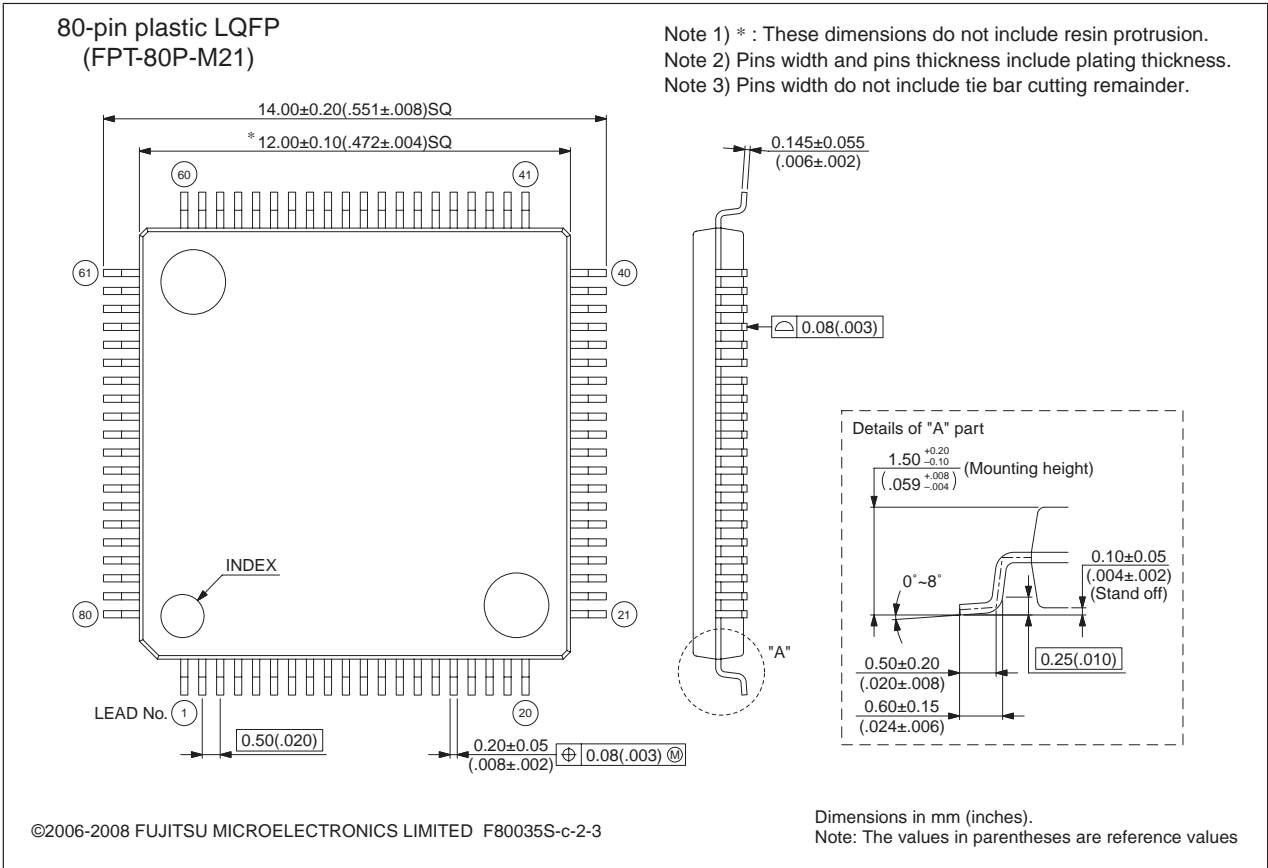 80-pin plastic LQFP
(FPT-80P-M21)
Note 1) * : These dimensions do not include resin protrusion.
Note 2) Pins width and pins thickness include plating thickness.
Note 3) Pins width do not include tie bar cutting remainder.
14.00±0.20(.551±.008)SQ
*12.00±0.10(.472±.004)SQ
60
41
61
40
80
21
INDEX
LEAD No. 1
20
0.50(.020)
0.20±0.05
(.008±.002)
⌖ 0.08(.003) Ⓜ
0.145±0.055
(.006±.002)
⌓ 0.08(.003)
"A"
Details of "A" part
1.50 +0.20 –0.10
(.059 +.008 –.004)
(Mounting height)
0.10±0.05
(.004±.002)
(Stand off)
0°~8°
0.25(.010)
0.50±0.20
(.020±.008)
0.60±0.15
(.024±.006)
©2006-2008 FUJITSU MICROELECTRONICS LIMITED F80035S-c-2-3
Dimensions in mm (inches).
Note: The values in parentheses are reference values